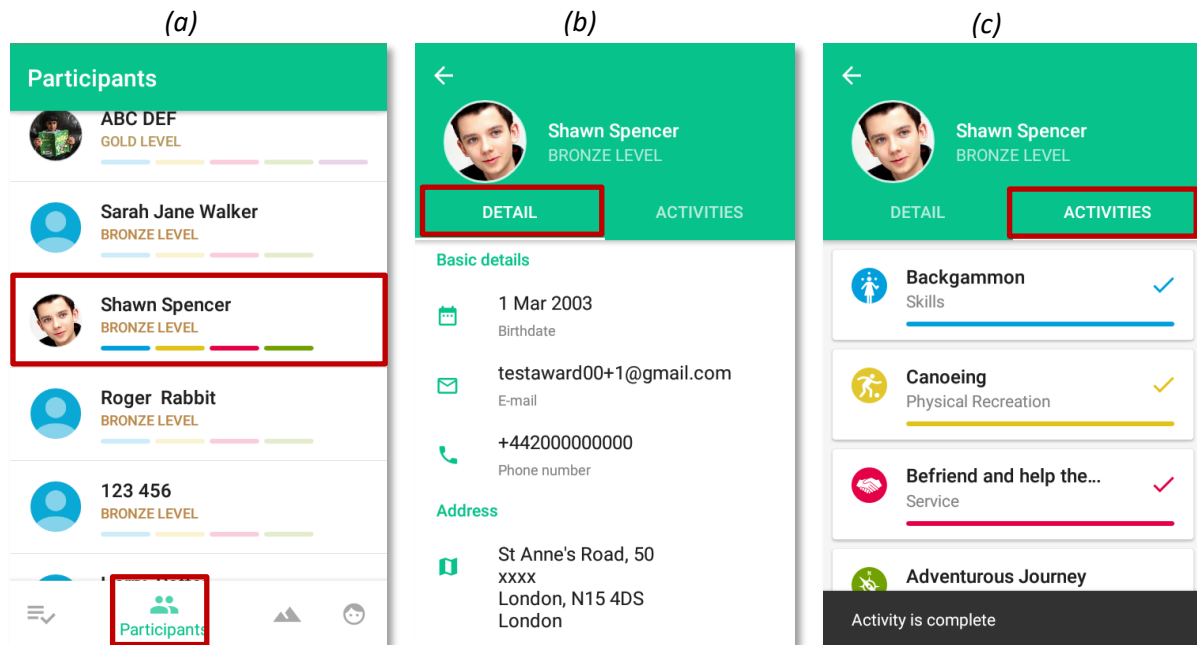 (a)
Participants
ABC DEF
GOLD LEVEL
Sarah Jane Walker
BRONZE LEVEL
Shawn Spencer
BRONZE LEVEL
Roger Rabbit
BRONZE LEVEL
123 456
BRONZE LEVEL
Participants
(b)
Shawn Spencer
BRONZE LEVEL
DETAIL ACTIVITIES
Basic details
1 Mar 2003
Birthdate
testaward00+1@gmail.com
E-mail
+442000000000
Phone number
Address
St Anne's Road, 50
xxxx
London, N15 4DS
London
(c)
Shawn Spencer
BRONZE LEVEL
DETAIL ACTIVITIES
Backgammon
Skills
Canoeing
Physical Recreation
Befriend and help the...
Service
Adventurous Journey
Activity is complete